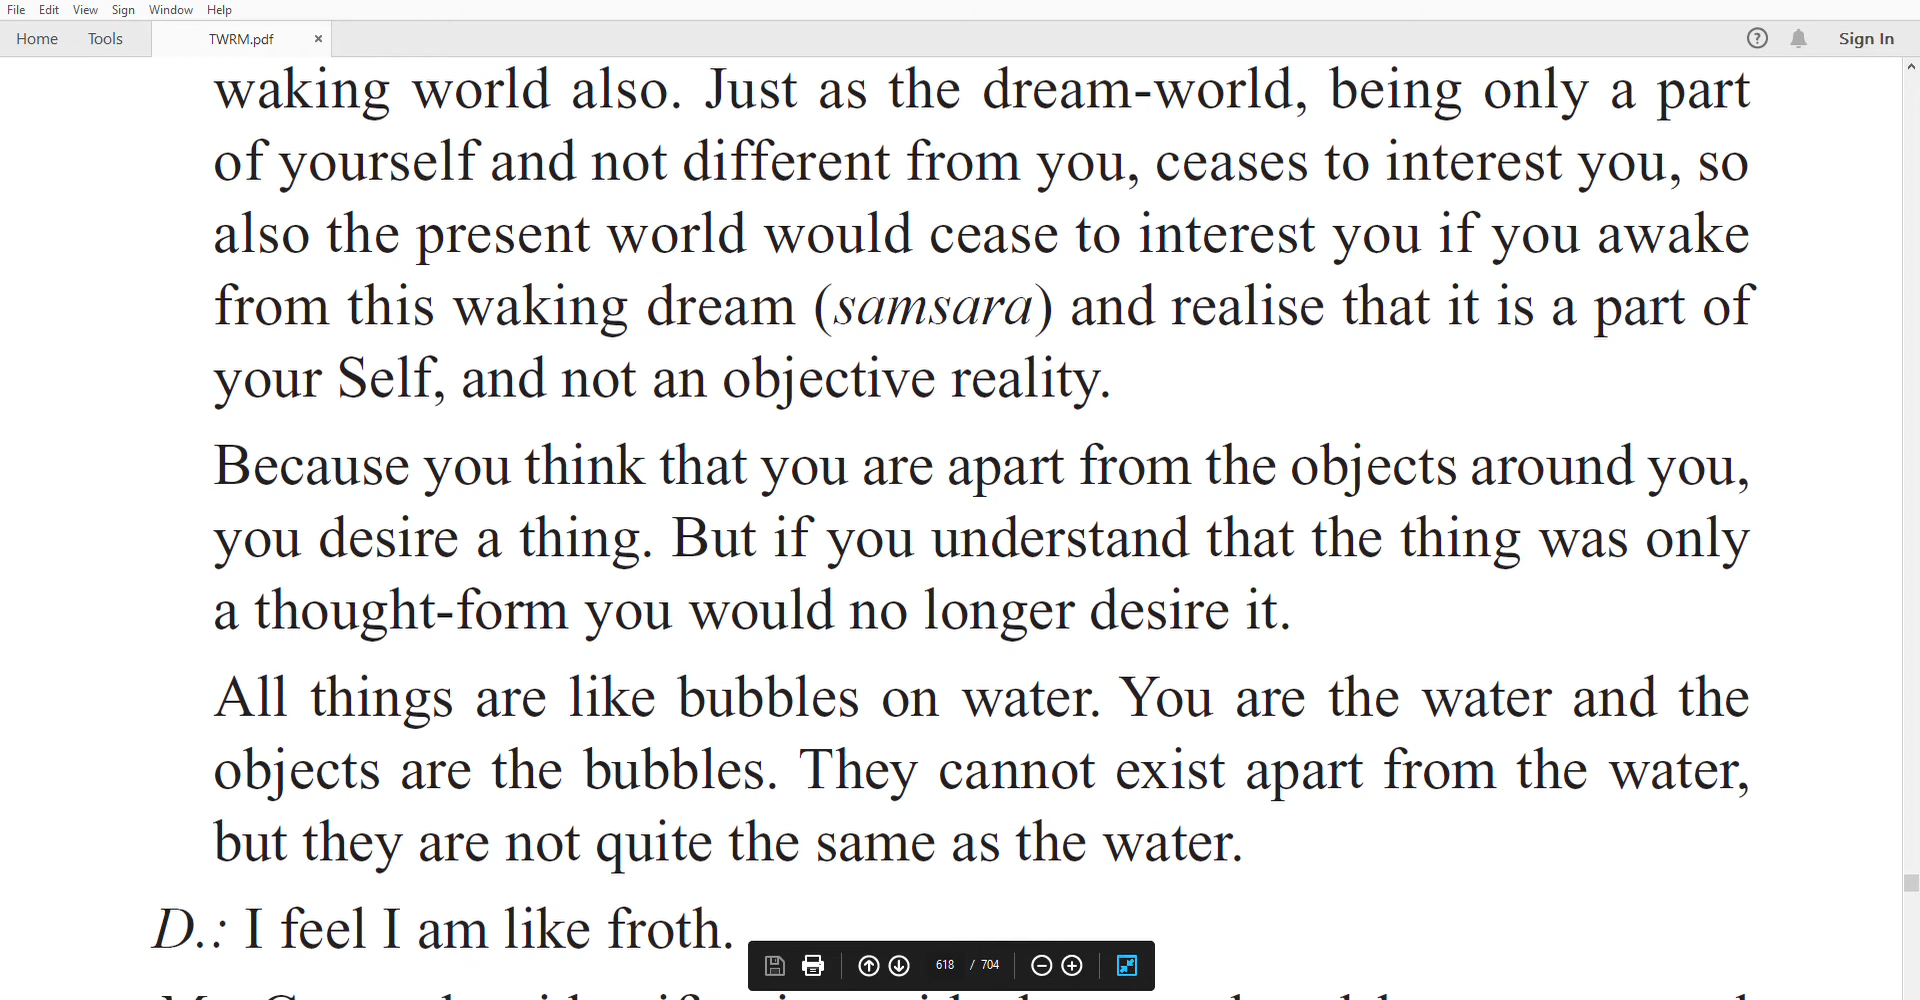 File Edit View Sign Window Help
Home Tools TWRM.pdf × ? Sign In
waking world also. Just as the dream-world, being only a part
of yourself and not different from you, ceases to interest you, so
also the present world would cease to interest you if you awake
from this waking dream (samsara) and realise that it is a part of
your Self, and not an objective reality.
Because you think that you are apart from the objects around you,
you desire a thing. But if you understand that the thing was only
a thought-form you would no longer desire it.
All things are like bubbles on water. You are the water and the
objects are the bubbles. They cannot exist apart from the water,
but they are not quite the same as the water.
D.: I feel I am like froth.
618 / 704